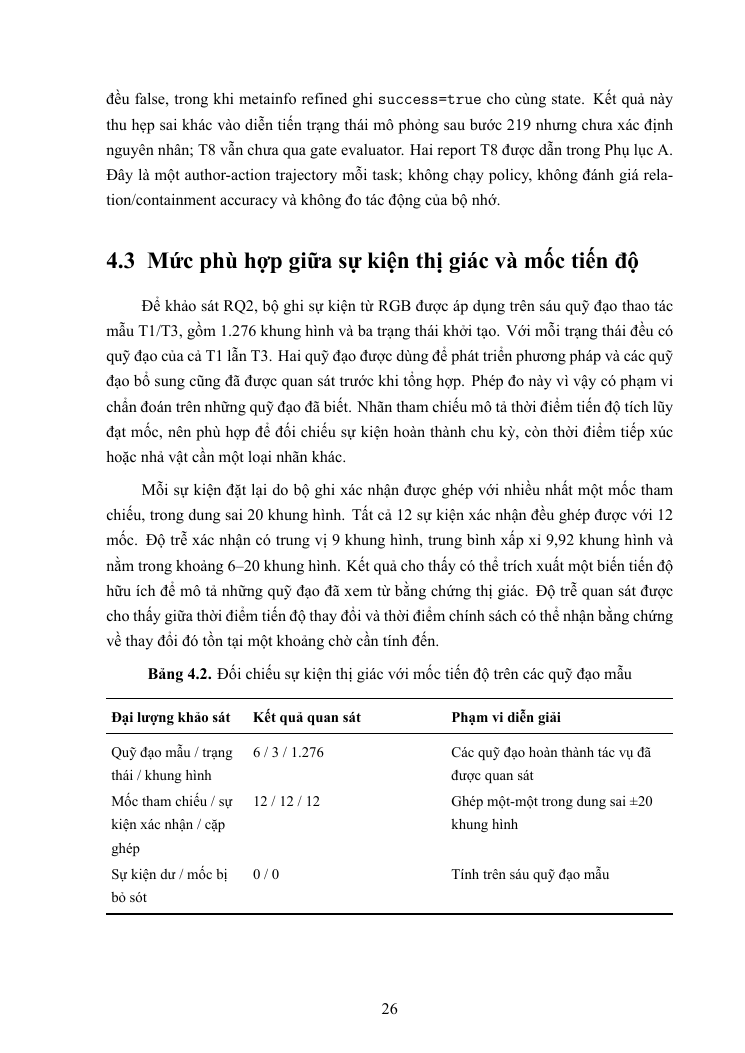 đều false, trong khi metainfo refined ghi success=true cho cùng state. Kết quả này
thu hẹp sai khác vào diễn tiến trạng thái mô phỏng sau bước 219 nhưng chưa xác định
nguyên nhân; T8 vẫn chưa qua gate evaluator. Hai report T8 được dẫn trong Phụ lục A.
Đây là một author-action trajectory mỗi task; không chạy policy, không đánh giá rela-
tion/containment accuracy và không đo tác động của bộ nhớ.
4.3 Mức phù hợp giữa sự kiện thị giác và mốc tiến độ
Để khảo sát RQ2, bộ ghi sự kiện từ RGB được áp dụng trên sáu quỹ đạo thao tác
mẫu T1/T3, gồm 1.276 khung hình và ba trạng thái khởi tạo. Với mỗi trạng thái đều có
quỹ đạo của cả T1 lẫn T3. Hai quỹ đạo được dùng để phát triển phương pháp và các quỹ
đạo bổ sung cũng đã được quan sát trước khi tổng hợp. Phép đo này vì vậy có phạm vi
chẩn đoán trên những quỹ đạo đã biết. Nhãn tham chiếu mô tả thời điểm tiến độ tích lũy
đạt mốc, nên phù hợp để đối chiếu sự kiện hoàn thành chu kỳ, còn thời điểm tiếp xúc
hoặc nhả vật cần một loại nhãn khác.
Mỗi sự kiện đặt lại do bộ ghi xác nhận được ghép với nhiều nhất một mốc tham
chiếu, trong dung sai 20 khung hình. Tất cả 12 sự kiện xác nhận đều ghép được với 12
mốc. Độ trễ xác nhận có trung vị 9 khung hình, trung bình xấp xỉ 9,92 khung hình và
nằm trong khoảng 6–20 khung hình. Kết quả cho thấy có thể trích xuất một biến tiến độ
hữu ích để mô tả những quỹ đạo đã xem từ bằng chứng thị giác. Độ trễ quan sát được
cho thấy giữa thời điểm tiến độ thay đổi và thời điểm chính sách có thể nhận bằng chứng
về thay đổi đó tồn tại một khoảng chờ cần tính đến.
Bảng 4.2. Đối chiếu sự kiện thị giác với mốc tiến độ trên các quỹ đạo mẫu
Đại lượng khảo sát Kết quả quan sát Phạm vi diễn giải
Quỹ đạo mẫu / trạng 6 / 3 / 1.276 Các quỹ đạo hoàn thành tác vụ đã
thái / khung hình được quan sát
Mốc tham chiếu / sự 12 / 12 / 12 Ghép một-một trong dung sai ±20
kiện xác nhận / cặp khung hình
ghép
Sự kiện dư / mốc bị 0 / 0 Tính trên sáu quỹ đạo mẫu
bỏ sót
26